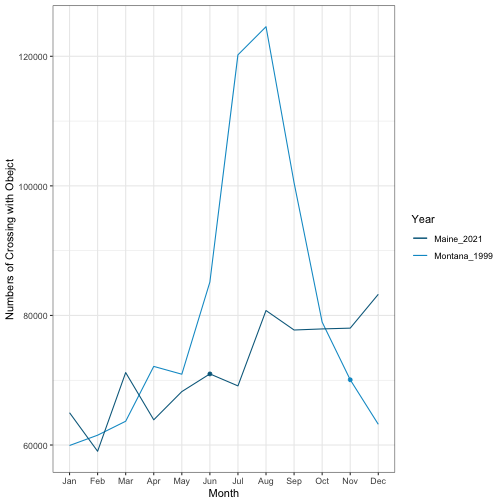 120000
100000
80000
60000
Numbers of Crossing with Obejct
Jan Feb Mar Apr May Jun Jul Aug Sep Oct Nov Dec
Month
Year
Maine_2021
Montana_1999